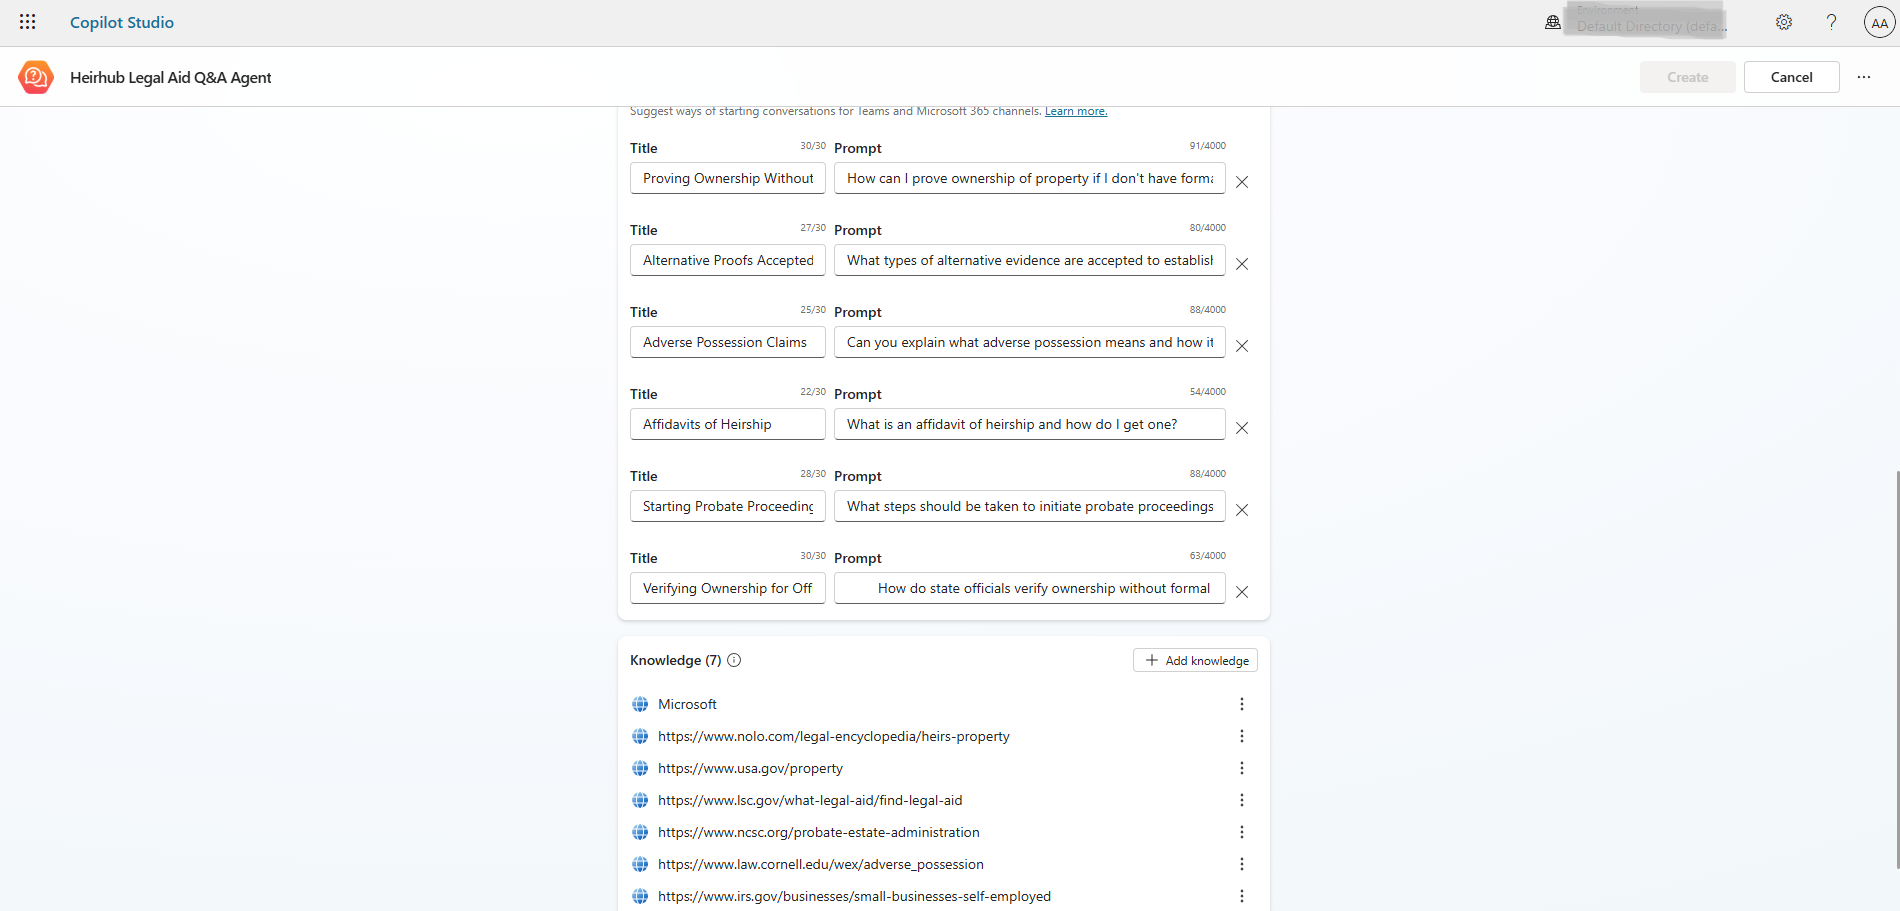 Copilot Studio
Environment
Default Directory (defa...
?
AA
Heirhub Legal Aid Q&A Agent
Create
Cancel
Suggest ways of starting conversations for Teams and Microsoft 365 channels. Learn more.
Title 30/30 Prompt 91/4000
Proving Ownership Without How can I prove ownership of property if I don't have forma
Title 27/30 Prompt 80/4000
Alternative Proofs Accepted What types of alternative evidence are accepted to establish
Title 25/30 Prompt 88/4000
Adverse Possession Claims Can you explain what adverse possession means and how it
Title 22/30 Prompt 54/4000
Affidavits of Heirship What is an affidavit of heirship and how do I get one?
Title 28/30 Prompt 88/4000
Starting Probate Proceeding What steps should be taken to initiate probate proceedings
Title 30/30 Prompt 63/4000
Verifying Ownership for Off How do state officials verify ownership without formal
Knowledge (7) Add knowledge
Microsoft
https://www.nolo.com/legal-encyclopedia/heirs-property
https://www.usa.gov/property
https://www.lsc.gov/what-legal-aid/find-legal-aid
https://www.ncsc.org/probate-estate-administration
https://www.law.cornell.edu/wex/adverse_possession
https://www.irs.gov/businesses/small-businesses-self-employed